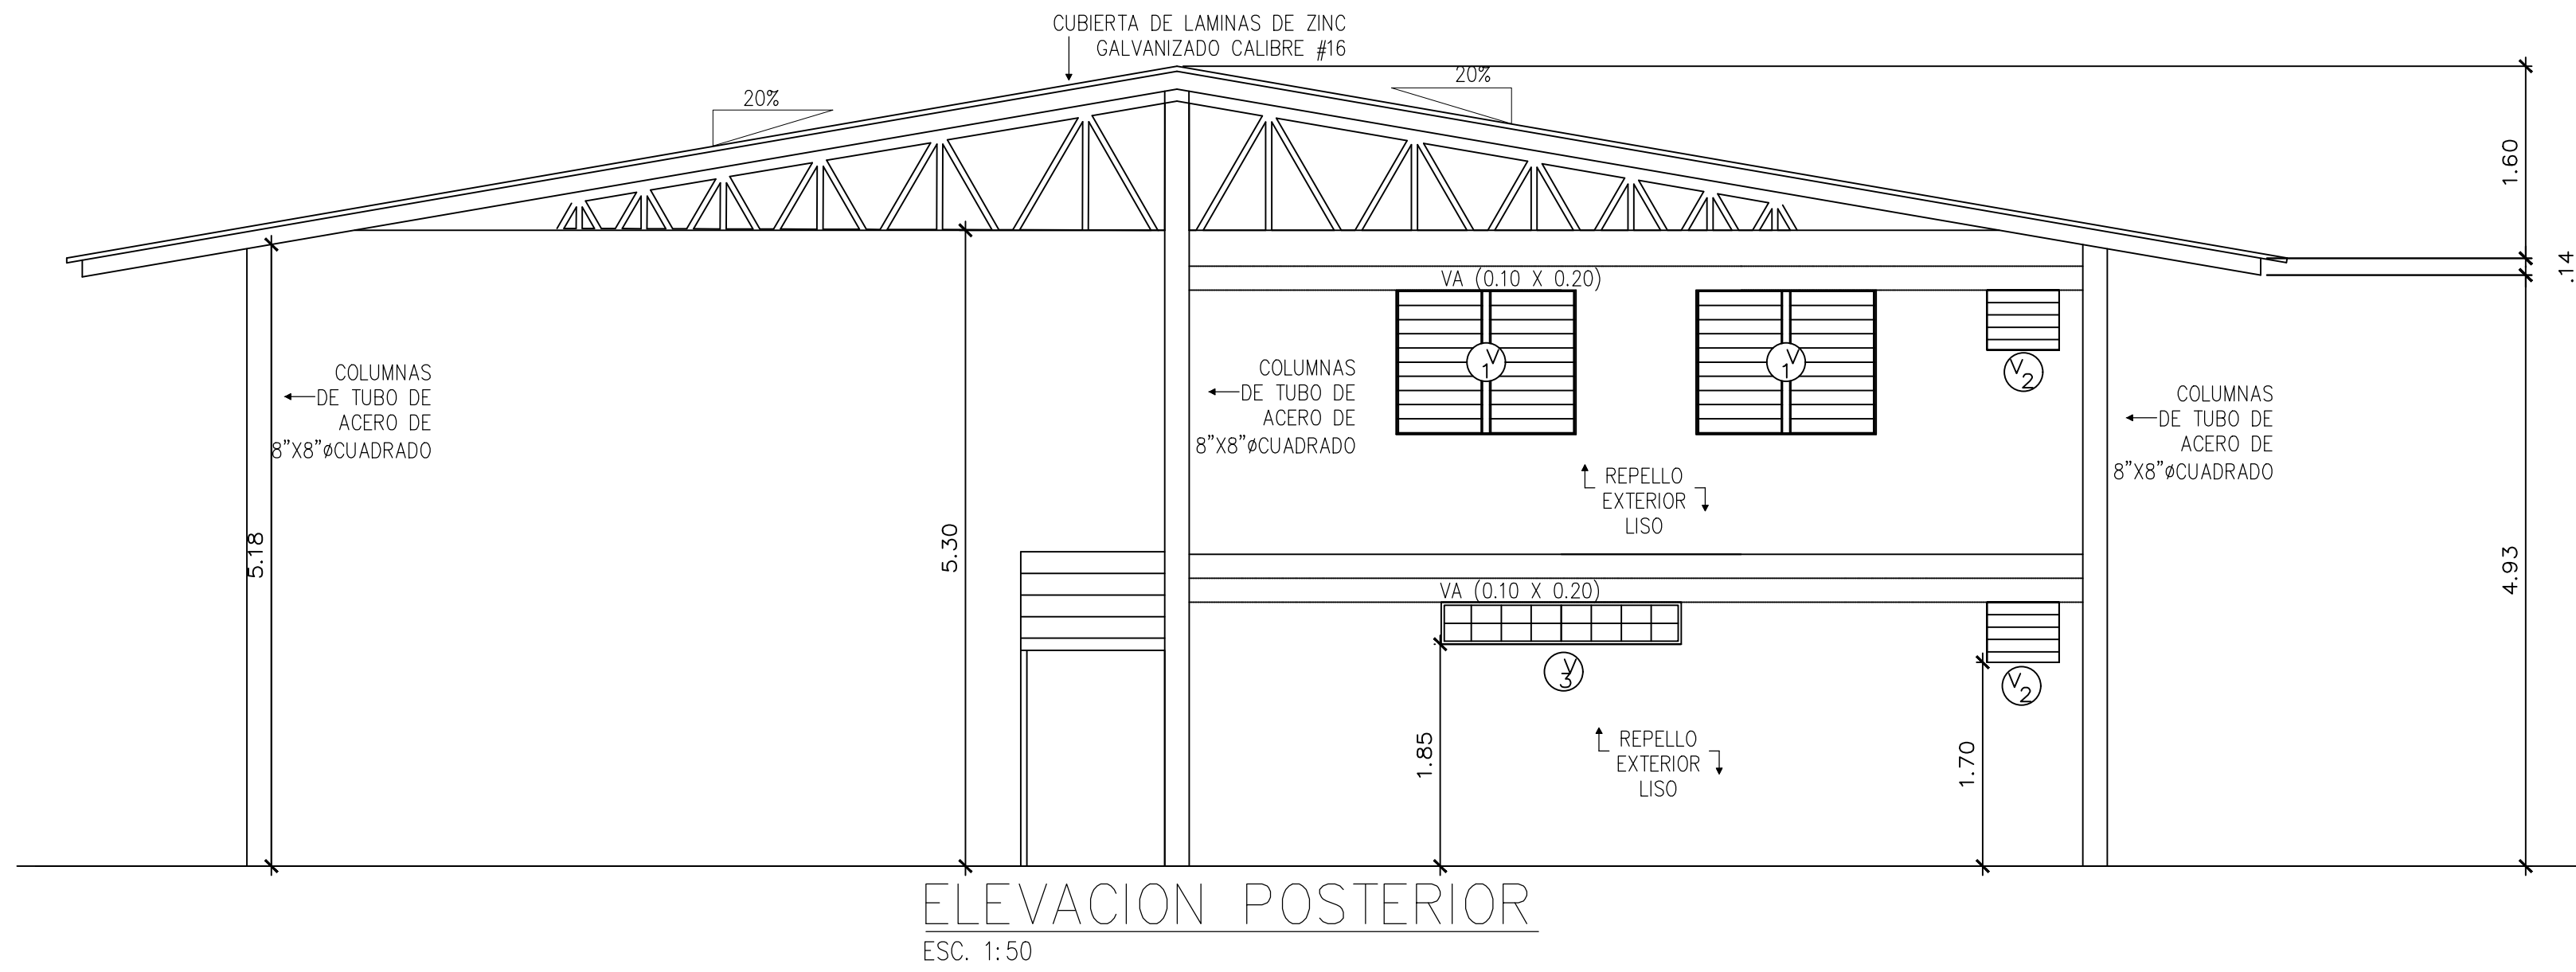 CUBIERTA DE LAMINAS DE ZINC
GALVANIZADO CALIBRE #16
20%
20%
1.60
.14
VA (0.10 X 0.20)
V
1
V
1
V
2
COLUMNAS
DE TUBO DE
ACERO DE
8"X8"øCUADRADO
COLUMNAS
DE TUBO DE
ACERO DE
8"X8"øCUADRADO
COLUMNAS
DE TUBO DE
ACERO DE
8"X8"øCUADRADO
REPELLO
EXTERIOR
LISO
5.18
5.30
4.93
VA (0.10 X 0.20)
V
3
V
2
1.85
1.70
REPELLO
EXTERIOR
LISO
ELEVACION POSTERIOR
ESC. 1:50